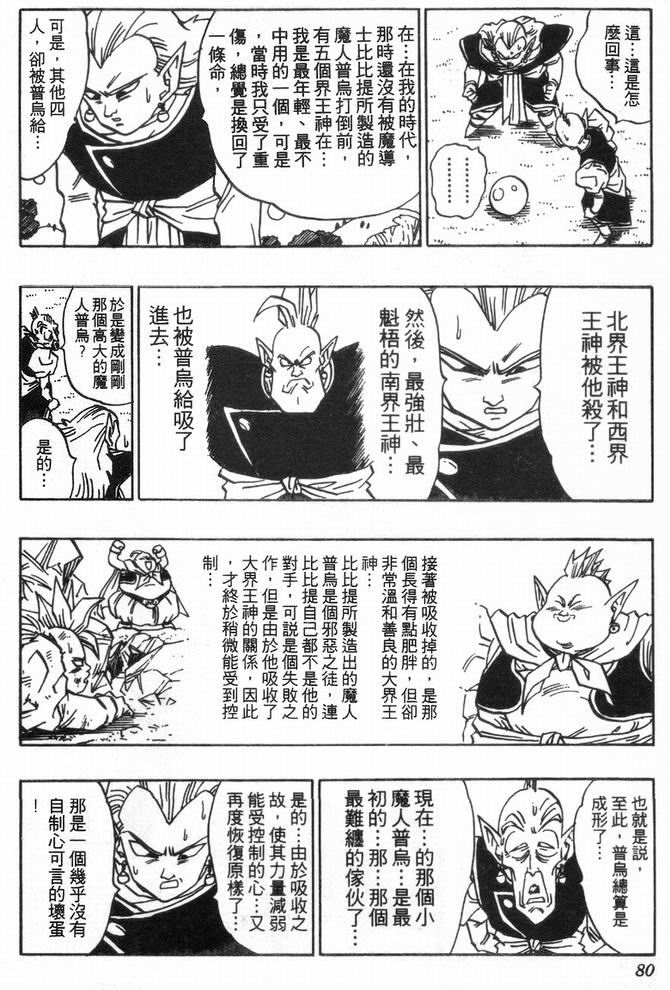 這…這是怎
麼回事…
………
在…在我的時代，
那時還沒有被魔導
士比比提所製造的
魔人普烏打倒前，
有五個界王神在…
我是最年輕、最不
中用的一個，可是
，當時我只受了重
傷，總覺是換回了
一條命，
可是，其他四
人，卻被普烏給…
北界王神和西界
王神被他殺了…
然後，最強壯、最
魁梧的南界王神…
也被普烏給吸了
進去…
於是變成剛剛
那個高大的魔
人普烏？
是的…
接著被吸收掉的，是那
個長得有點肥胖，但卻
非常溫和善良的大界王
神…
比比提所製造出的魔人
普烏是個邪惡之徒，連
比比提自己都不是他的
對手，可說是個失敗之
作，但是由於他吸收了
大界王神的關係，因此
，才終於稍微能受到控
制…
也就是說，
至此，普烏總算是
成形了…
現在…的那個小
魔人普烏…是最
初的…那…那個
最難纏的傢伙了…
是的…由於吸收之
故，使其力量減弱
能受控制的心…又
再度恢復原樣了…
那是一個幾乎沒有
自制心可言的壞蛋
！
80